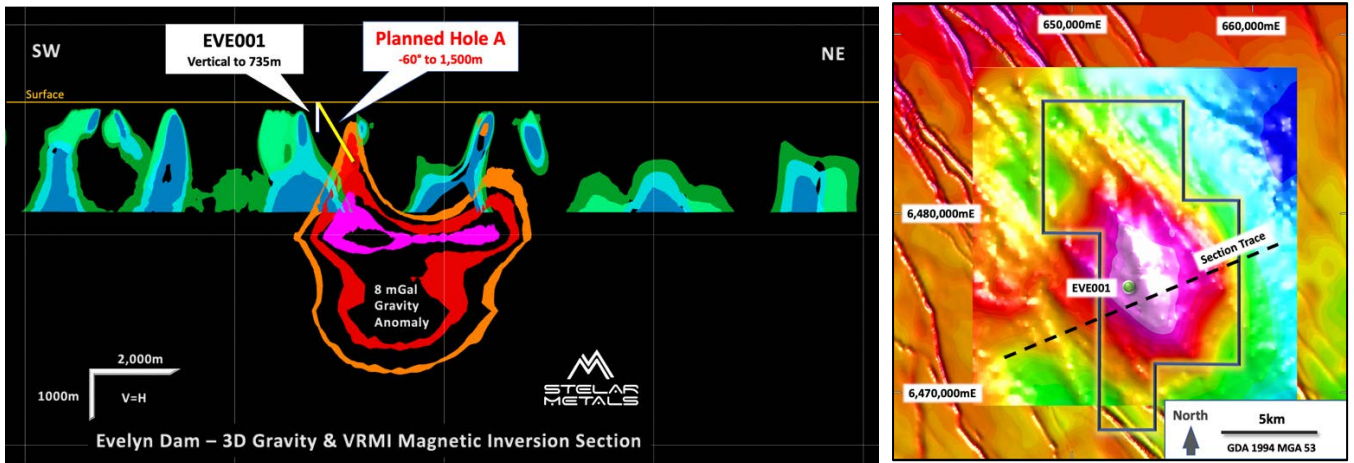 SW
EVE001
Vertical to 735m
Planned Hole A
-60° to 1,500m
NE
Surface
8 mGal
Gravity
Anomaly
2,000m
1000m
V=H
STELAR
METALS
Evelyn Dam – 3D Gravity & VRMI Magnetic Inversion Section
650,000mE
660,000mE
6,480,000mN
Section Trace
EVE001
6,470,000mN
North
5km
GDA 1994 MGA 53